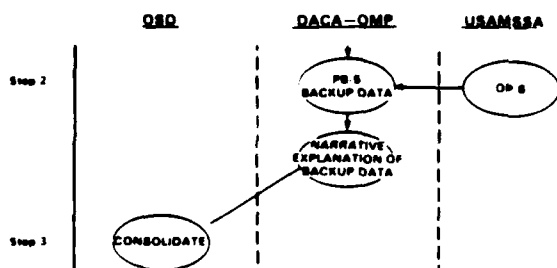 OSD DACA-OMP USAMSSA
Step 2
PB-5
BACKUP DATA
OP 8
NARRATIVE
EXPLANATION OF
BACKUP DATA
Step 3
CONSOLIDATE